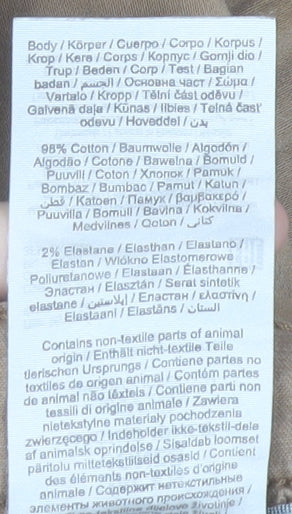 Body / Körper / Cuerpo / Corpo / Korpus /
Krop / Kere / Corps / Корпус / Gornji dio /
Trup / Beden / Corp / Test / Bagian
badan / الجسم / Основна част / Σώμα /
Vartalo / Kropp / Tělní část oděvu /
Galvenā daļa / Kūnas / Ilbies / Telná časť
odevu / Hoveddel / بدن
98% Cotton / Baumwolle / Algodón /
Algodão / Cotone / Bawełna / Bomuld /
Puuvill / Coton / Хлопок / Pamuk /
Bombaz / Bumbac / Pamut / Katun /
قطن / Katoen / Памук / βαμβακερό /
Puuvilla / Bomull / Bavlna / Kokvilna /
Medvilnės / Qoton / كتانی
2% Elastane / Elasthan / Elastano /
Elastan / Włókno Elastomerowe
Poliuretanowe / Elastaan / Élasthanne /
Эластан / Elasztán / Serat sintetik
elastane / إيلاستين / Еластан / ελαστίνη /
Elastaani / Elastāns / الستان
Contains non-textile parts of animal
origin / Enthält nicht-textile Teile
tierischen Ursprungs / Contiene partes no
textiles de origen animal / Contém partes
de animal não têxteis / Contiene parti non
tessili di origine animale / Zawiera
nietekstylne materiały pochodzenia
zwierzęcego / Indeholder ikke-tekstil-dele
af animalsk oprindelse / Sisaldab loomset
päritolu mittetekstiilseid osasid / Contient
des éléments non-textiles d'origine
animale / Содержит нетекстильные
элементы животного происхождения /